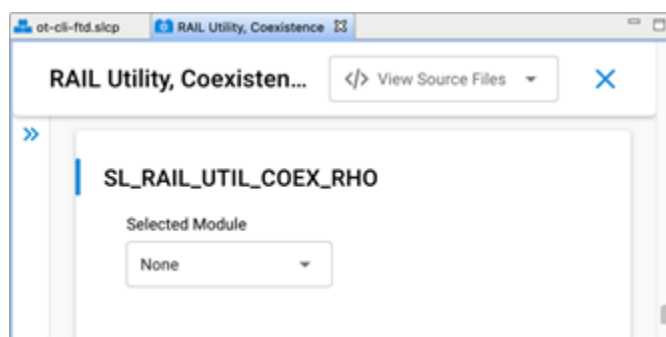 ot-cli-ftd.slcp RAIL Utility, Coexistence
RAIL Utility, Coexisten... </> View Source Files
SL_RAIL_UTIL_COEX_RHO
Selected Module
None